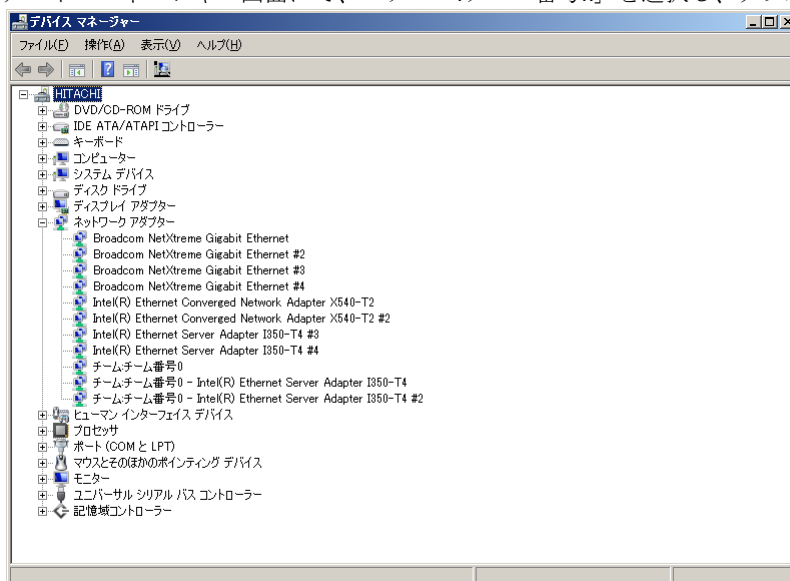 デバイス マネージャー
ファイル(F) 操作(A) 表示(V) ヘルプ(H)
HITACHI
DVD/CD-ROM ドライブ
IDE ATA/ATAPI コントローラー
キーボード
コンピューター
システム デバイス
ディスク ドライブ
ディスプレイ アダプター
ネットワーク アダプター
Broadcom NetXtreme Gigabit Ethernet
Broadcom NetXtreme Gigabit Ethernet #2
Broadcom NetXtreme Gigabit Ethernet #3
Broadcom NetXtreme Gigabit Ethernet #4
Intel(R) Ethernet Converged Network Adapter X540-T2
Intel(R) Ethernet Converged Network Adapter X540-T2 #2
Intel(R) Ethernet Server Adapter I350-T4 #3
Intel(R) Ethernet Server Adapter I350-T4 #4
チーム:チーム番号0
チーム:チーム番号0 - Intel(R) Ethernet Server Adapter I350-T4
チーム:チーム番号0 - Intel(R) Ethernet Server Adapter I350-T4 #2
ヒューマン インターフェイス デバイス
プロセッサ
ポート (COM と LPT)
マウスとそのほかのポインティング デバイス
モニター
ユニバーサル シリアル バス コントローラー
記憶域コントローラー